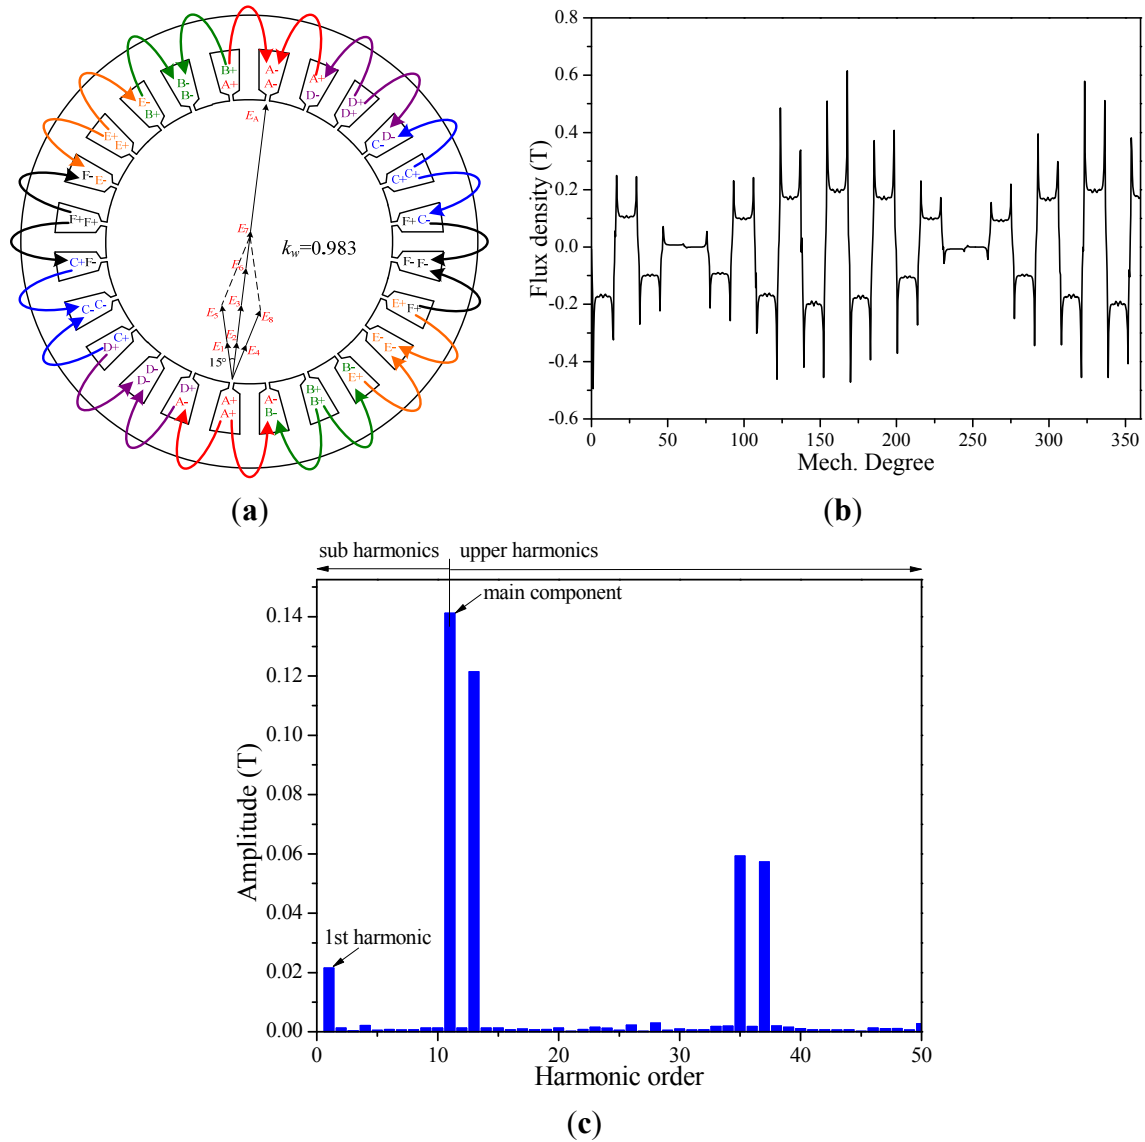 B+
A+
A-
A-
A+
D-
D+
D+
D-
C-
C+
C+
F+
C-
F-
F-
E+
F+
E-
E-
B-
E+
B+
B+
A-
B-
A+
A+
D+
A-
D-
D-
C+
D+
C-
C-
C+
F-
F+
F+
F-
E-
E+
E+
E-
B+
B-
B-
EA
E7
E6
E5
E3
E8
E2
E1
E4
15°
kw=0.983
(a)
Flux density (T)
0.8
0.6
0.4
0.2
0.0
-0.2
-0.4
-0.6
0 50 100 150 200 250 300 350
Mech. Degree
(b)
sub harmonics upper harmonics
main component
1st harmonic
Amplitude (T)
0.14
0.12
0.10
0.08
0.06
0.04
0.02
0.00
0 10 20 30 40 50
Harmonic order
(c)